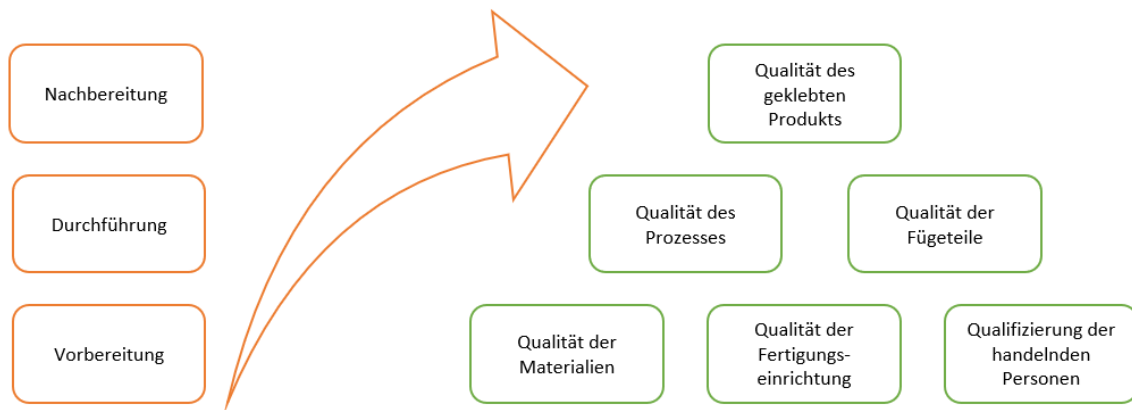 Nachbereitung
Durchführung
Vorbereitung
Qualität des
geklebten
Produkts
Qualität des
Prozesses
Qualität der
Fügeteile
Qualität der
Materialien
Qualität der
Fertigungs-
einrichtung
Qualifizierung der
handelnden
Personen